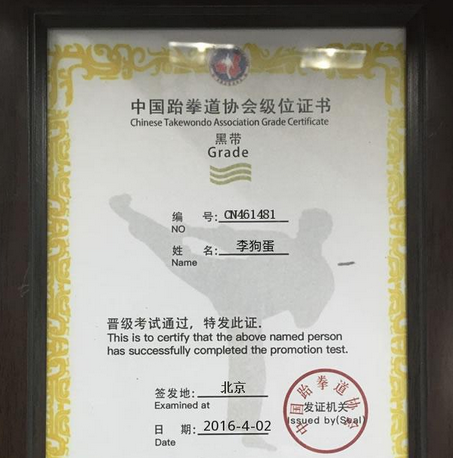 中国跆拳道协会级位证书
Chinese Takewondo Association Grade Certificate
黑带
Grade
编 号: CN461481
NO
姓 名: 李狗蛋
Name
晋级考试通过，特发此证.
This is to certify that the above named person
has successfully completed the promotion test.
签发地: 北京
Examined at
中国跆拳道协会
发证机关
Issued by(Seal)
日 期: 2016-4-02
Date